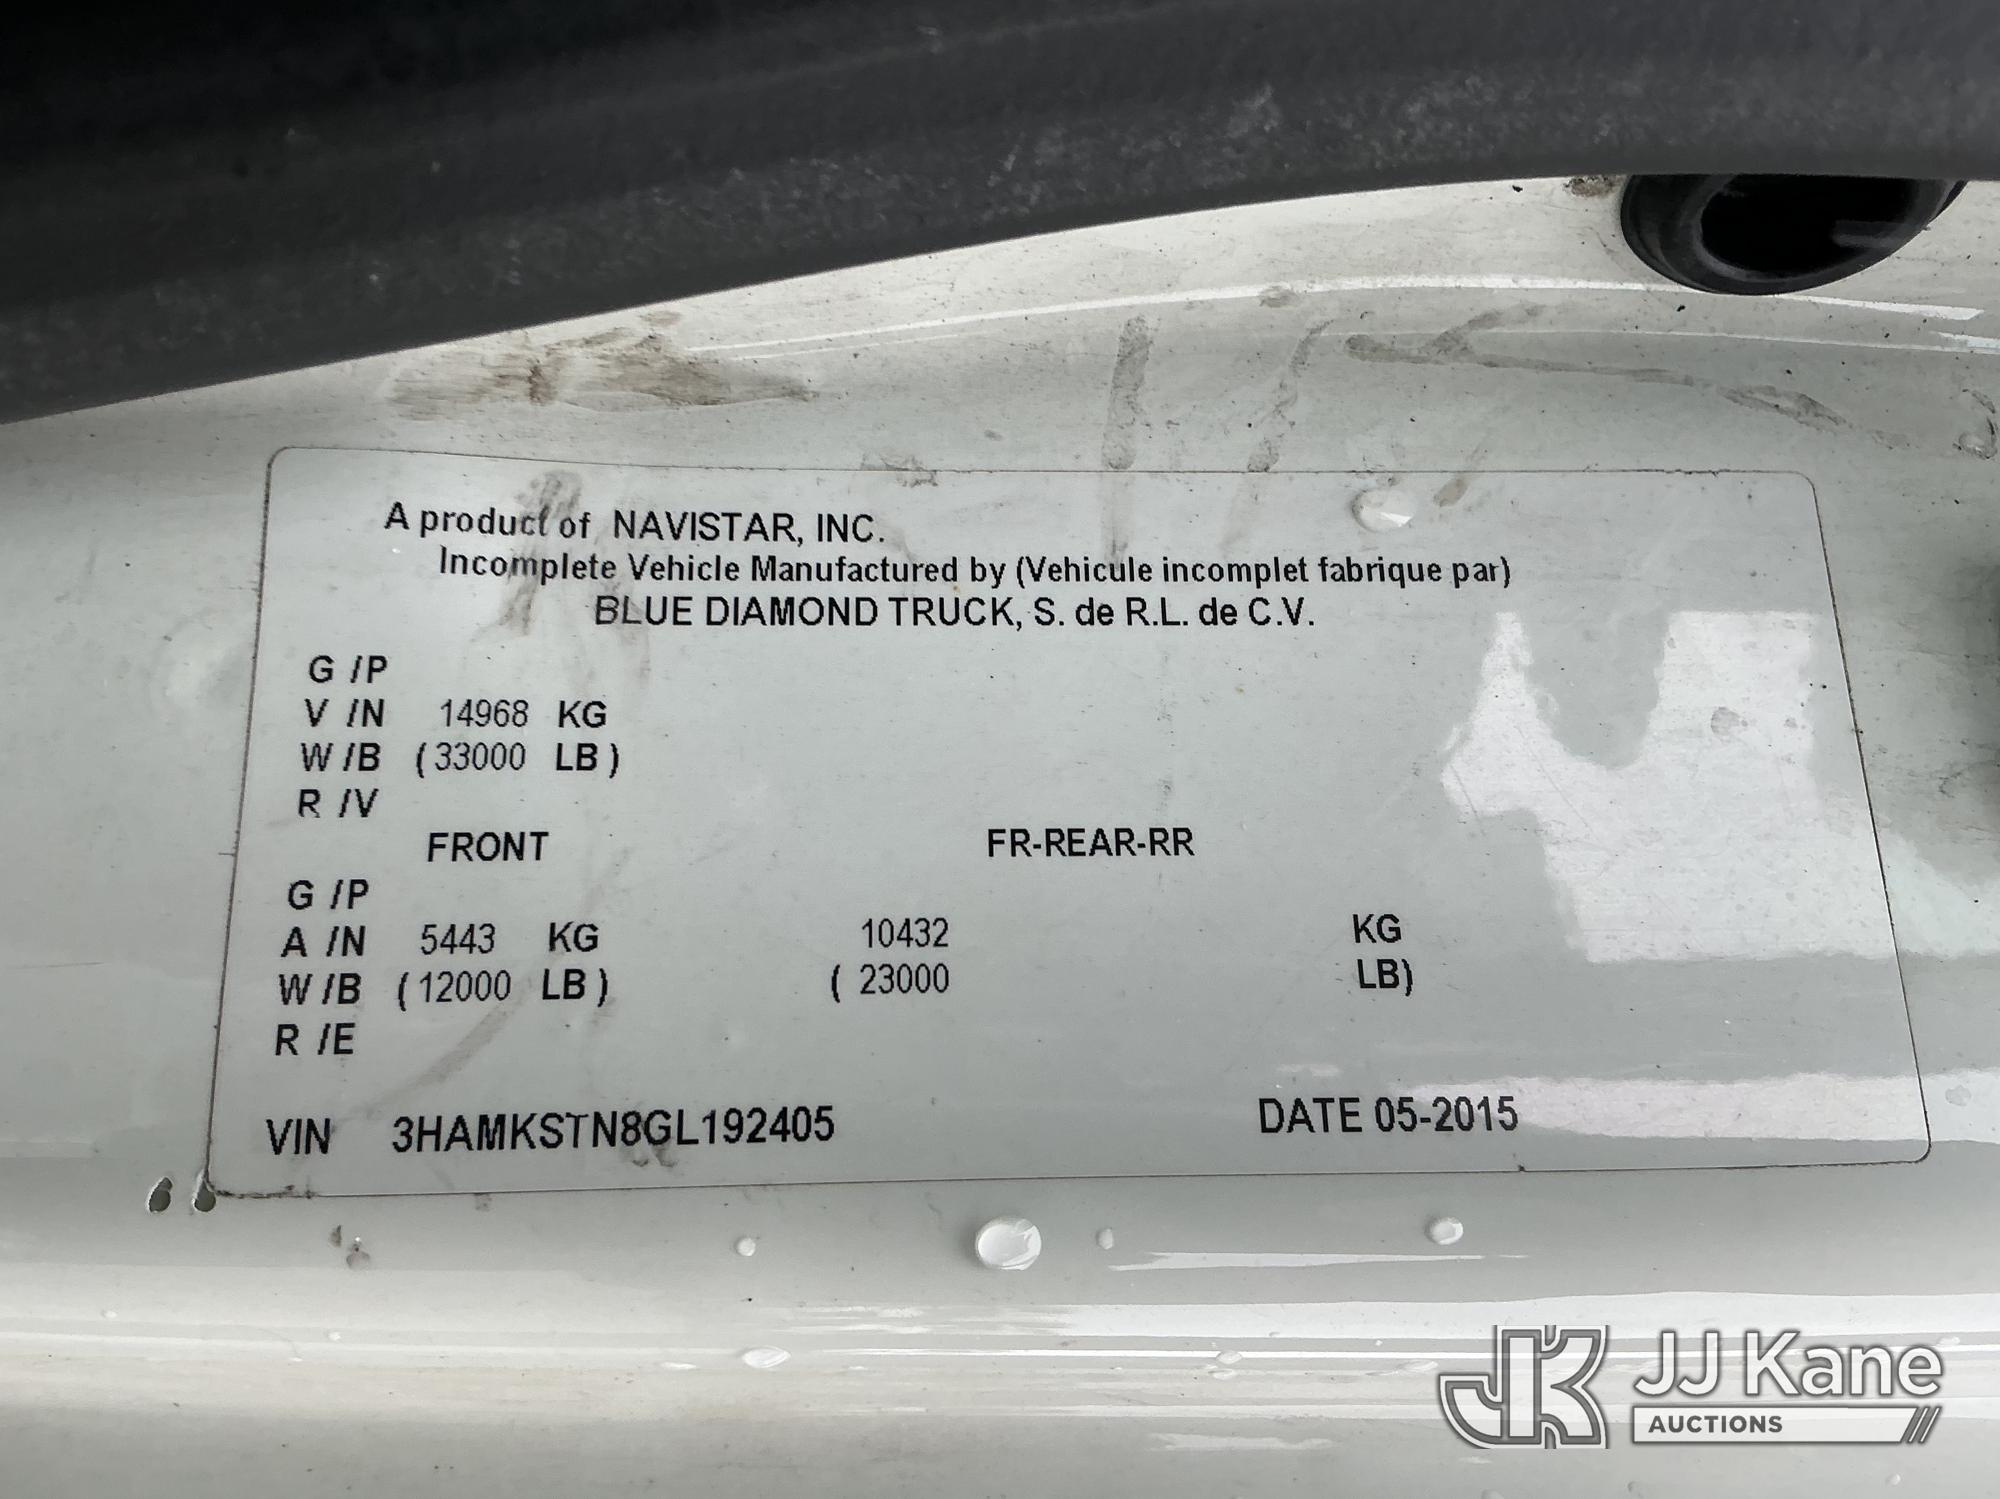 A product of NAVISTAR, INC.
Incomplete Vehicle Manufactured by (Vehicule incomplet fabrique par)
BLUE DIAMOND TRUCK, S. de R.L. de C.V.
G /P
V /N 14968 KG
W /B ( 33000 LB )
R /V
FRONT FR-REAR-RR
G /P
A /N 5443 KG 10432 KG
W /B ( 12000 LB ) ( 23000 LB)
R /E
VIN 3HAMKSTN8GL192405 DATE 05-2015
JK JJ Kane
AUCTIONS